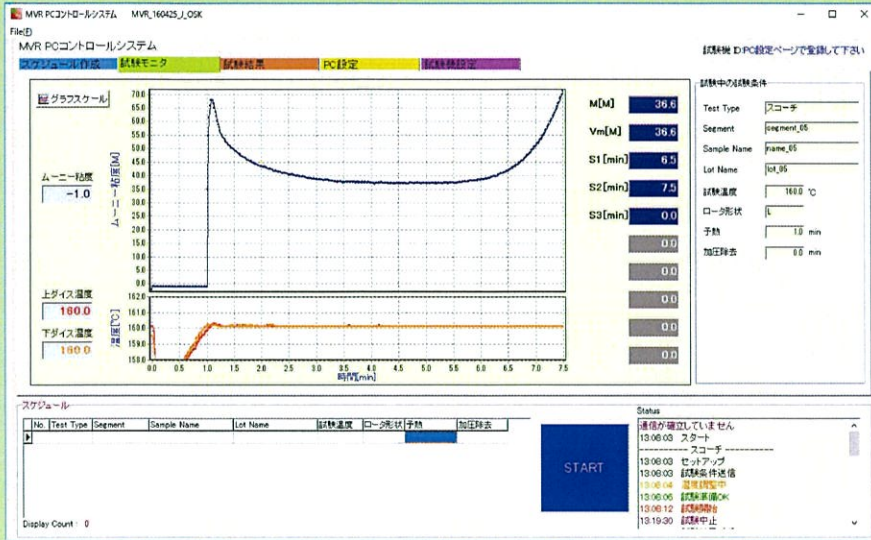 MVR PCコントロールシステム MVR_160425_J_OSK
File(F)
MVR PCコントロールシステム
試験機 ID:PC設定ページで登録して下さい
スケジュール作成 試験モニタ 試験結果 PC設定 試験機設定
グラフスケール
ムーニー粘度
-1.0
上ダイス温度
160.0
下ダイス温度
160.0
ムーニー粘度[M]
70.0
65.0
60.0
55.0
50.0
45.0
40.0
35.0
30.0
25.0
20.0
15.0
10.0
5.0
0.0
温度[°C]
162.0
161.0
160.0
159.0
158.0
0.0 0.5 1.0 1.5 2.0 2.5 3.0 3.5 4.0 4.5 5.0 5.5 6.0 6.5 7.0 7.5
時間[min]
M[M] 36.6
Vm[M] 36.6
S1[min] 6.5
S2[min] 7.5
S3[min] 0.0
0.0
0.0
0.0
0.0
0.0
試験中の試験条件
Test Type スコーチ
Segment segment_05
Sample Name name_05
Lot Name lot_05
試験温度 160.0 °C
ロータ形状 L
予熱 1.0 min
加圧除去 0.0 min
スケジュール
No. Test Type Segment Sample Name Lot Name 試験温度 ロータ形状 予熱 加圧除去
Display Count : 0
START
Status
通信が確立していません
13:08:03 スタート
---------- スコーチ ----------
13:08:03 セットアップ
13:08:03 試験条件送信
13:08:04 温度調整中
13:08:06 試験準備OK
13:08:12 試験開始
13:19:30 試験中止